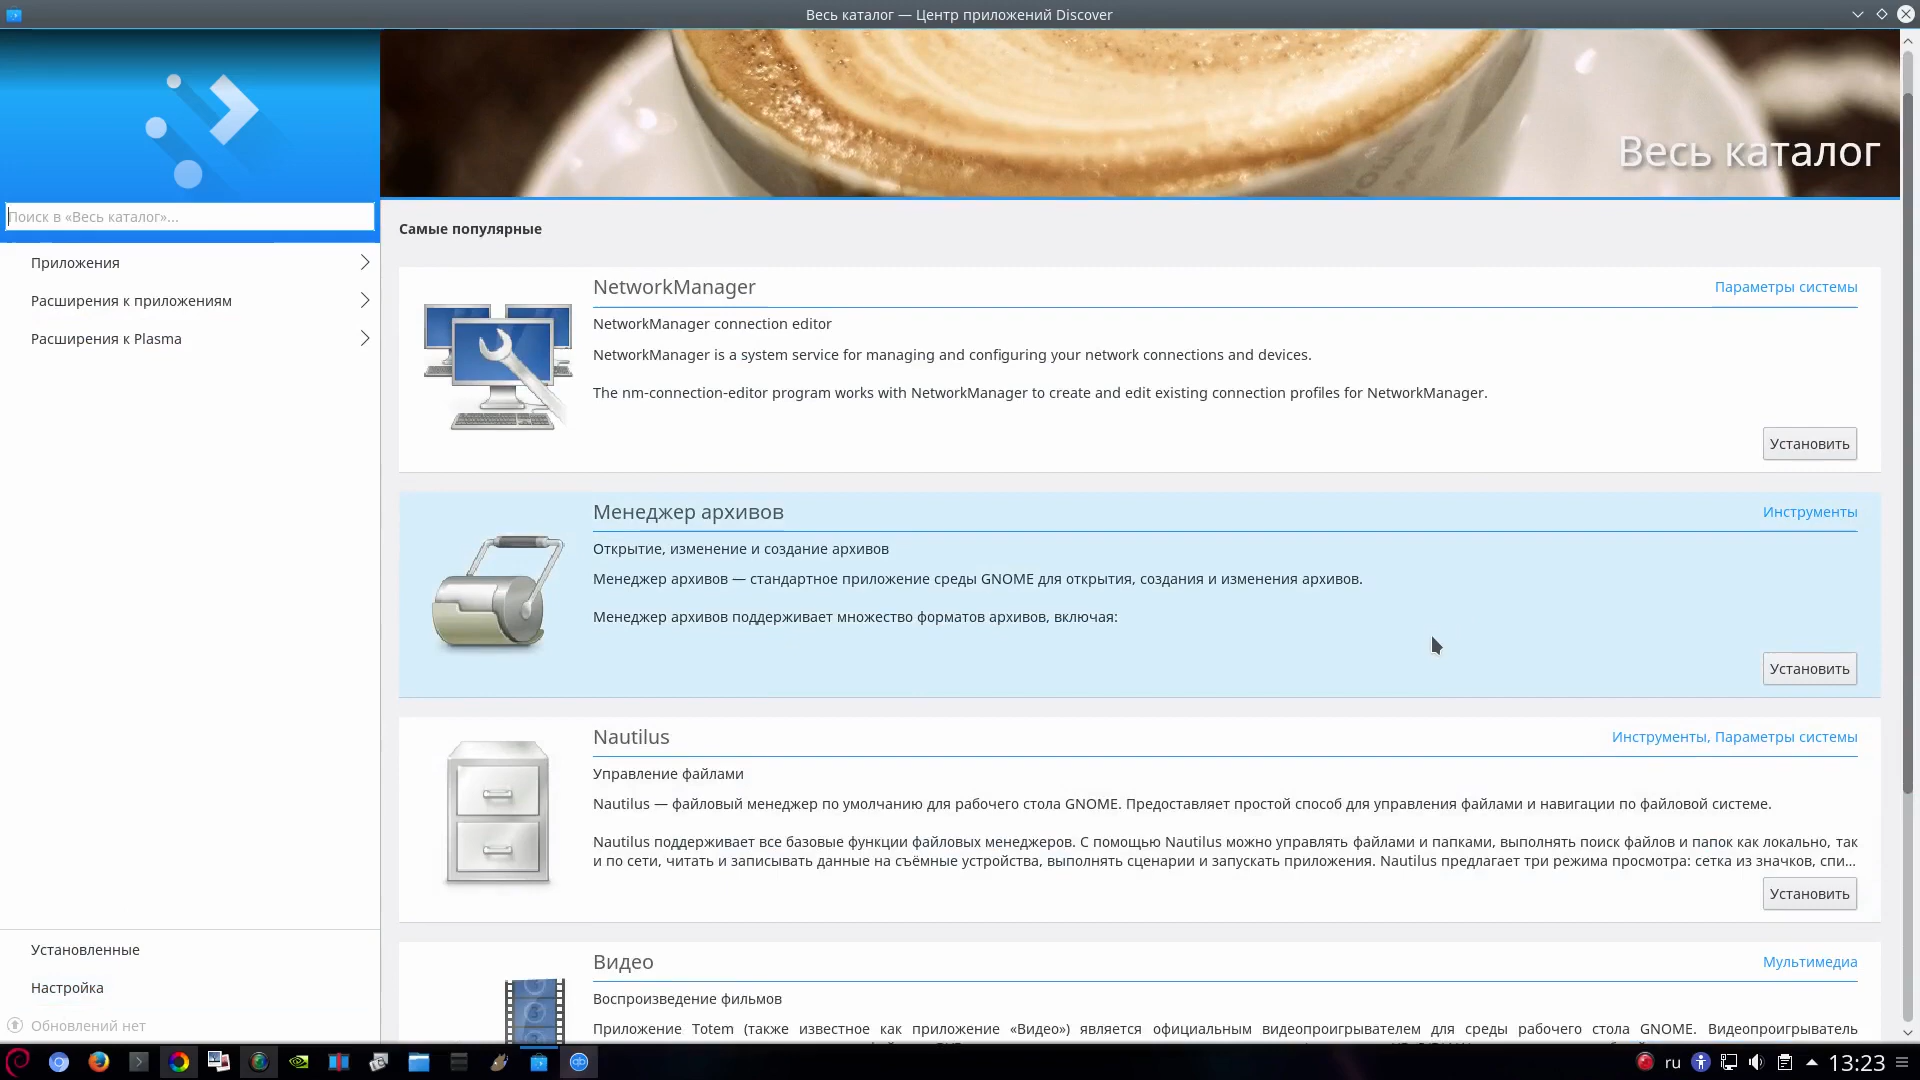 Весь каталог — Центр приложений Discover
Весь каталог
Поиск в «Весь каталог»...
Приложения
Расширения к приложениям
Расширения к Plasma
Самые популярные
NetworkManager
Параметры системы
NetworkManager connection editor
NetworkManager is a system service for managing and configuring your network connections and devices.
The nm-connection-editor program works with NetworkManager to create and edit existing connection profiles for NetworkManager.
Установить
Менеджер архивов
Инструменты
Открытие, изменение и создание архивов
Менеджер архивов — стандартное приложение среды GNOME для открытия, создания и изменения архивов.
Менеджер архивов поддерживает множество форматов архивов, включая:
Установить
Nautilus
Инструменты, Параметры системы
Управление файлами
Nautilus — файловый менеджер по умолчанию для рабочего стола GNOME. Предоставляет простой способ для управления файлами и навигации по файловой системе.
Nautilus поддерживает все базовые функции файловых менеджеров. С помощью Nautilus можно управлять файлами и папками, выполнять поиск файлов и папок как локально, так
и по сети, читать и записывать данные на съёмные устройства, выполнять сценарии и запускать приложения. Nautilus предлагает три режима просмотра: сетка из значков, спи...
Установить
Видео
Мультимедиа
Воспроизведение фильмов
Приложение Totem (также известное как приложение «Видео») является официальным видеопроигрывателем для среды рабочего стола GNOME. Видеопроигрыватель
Установленные
Настройка
Обновлений нет
qb
ru
13:23